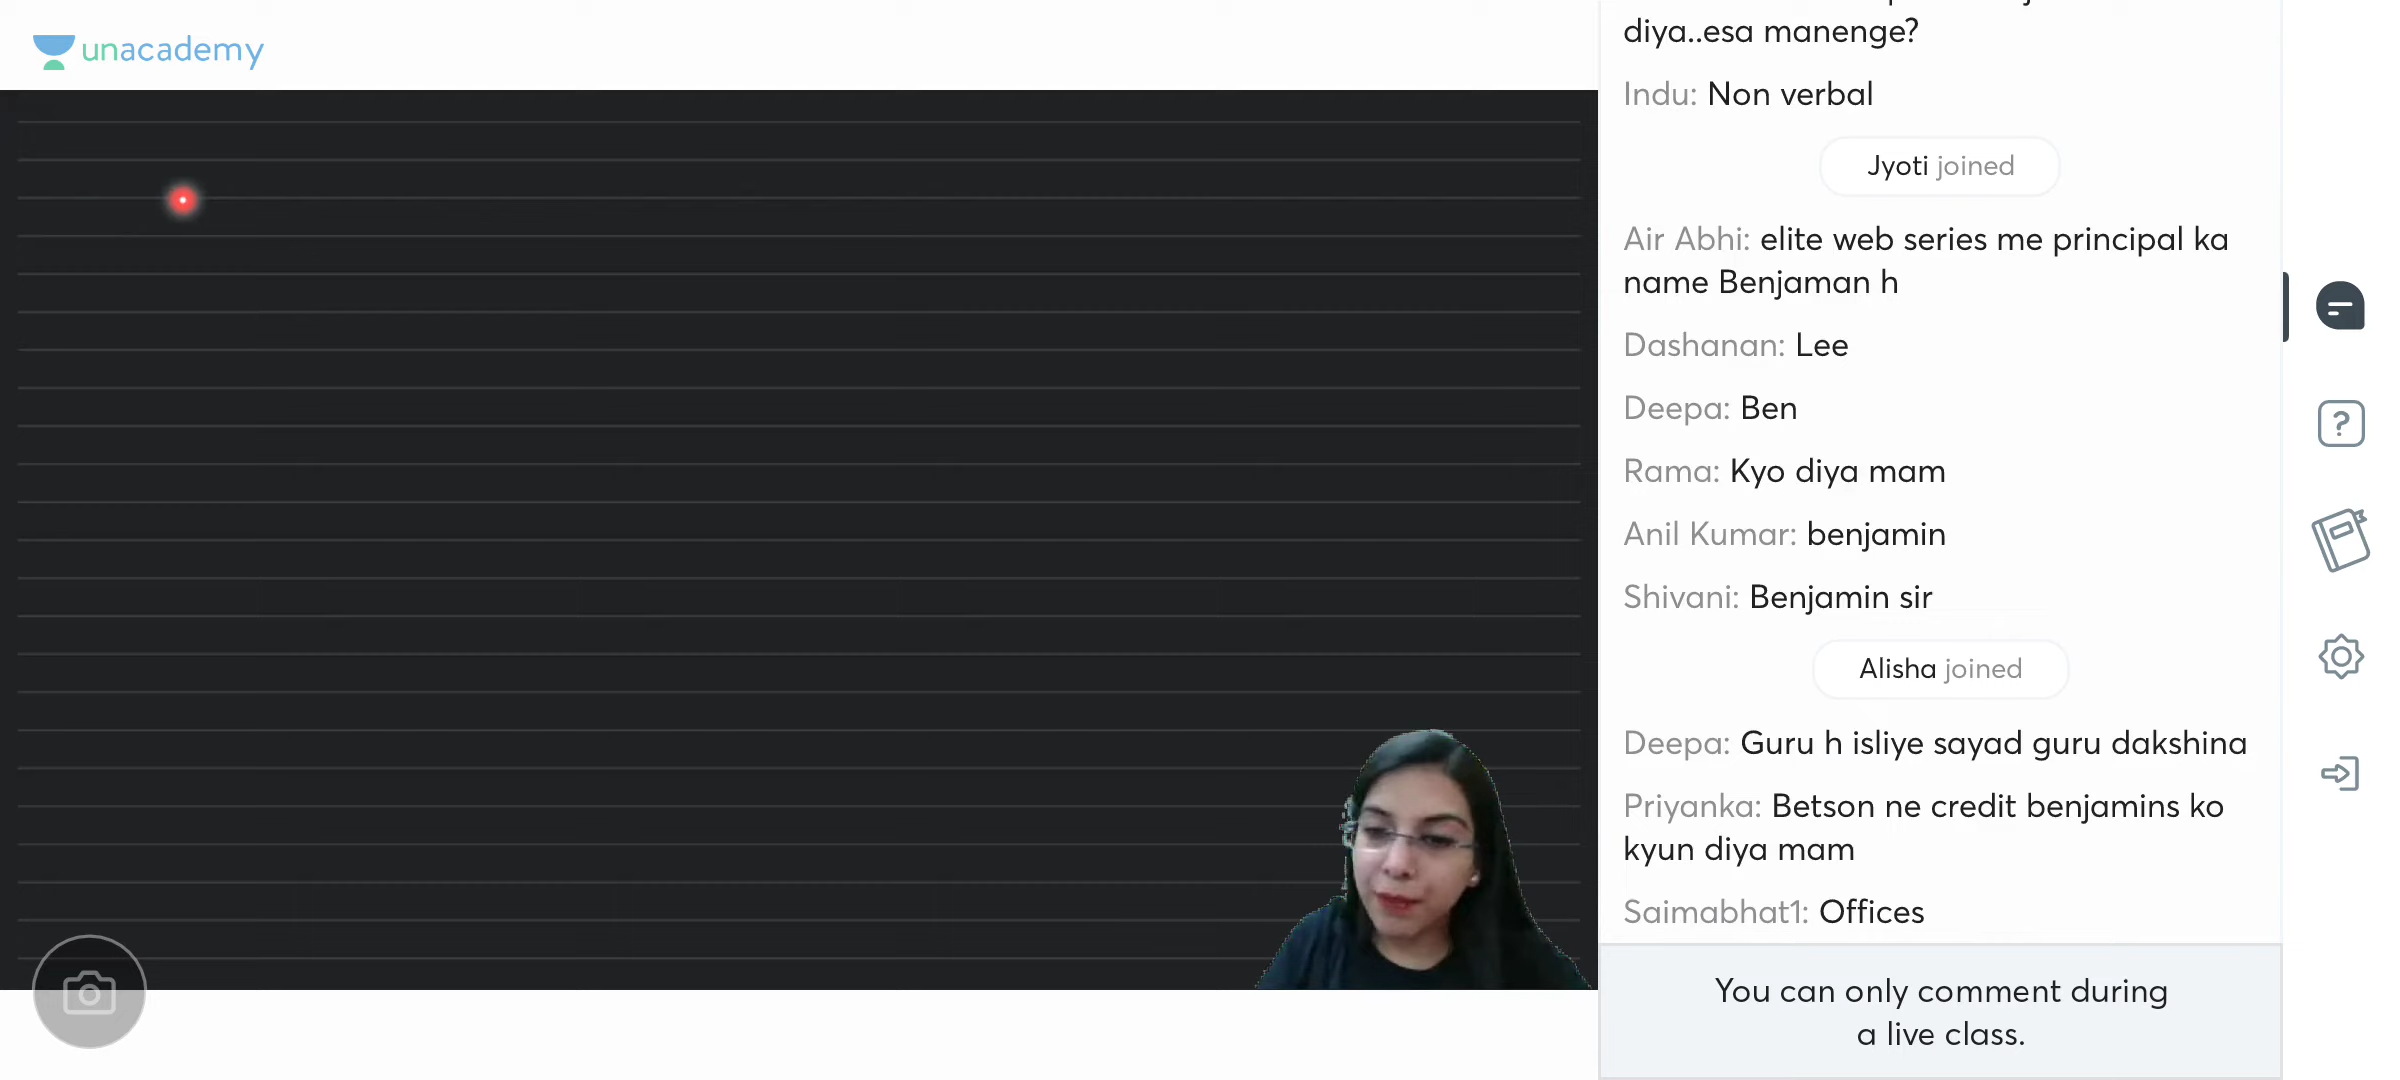 unacademy
diya..esa manenge?
Indu: Non verbal
Jyoti joined
Air Abhi: elite web series me principal ka
name Benjaman h
Dashanan: Lee
Deepa: Ben
Rama: Kyo diya mam
Anil Kumar: benjamin
Shivani: Benjamin sir
Alisha joined
Deepa: Guru h isliye sayad guru dakshina
Priyanka: Betson ne credit benjamins ko
kyun diya mam
Saimabhat1: Offices
You can only comment during
a live class.